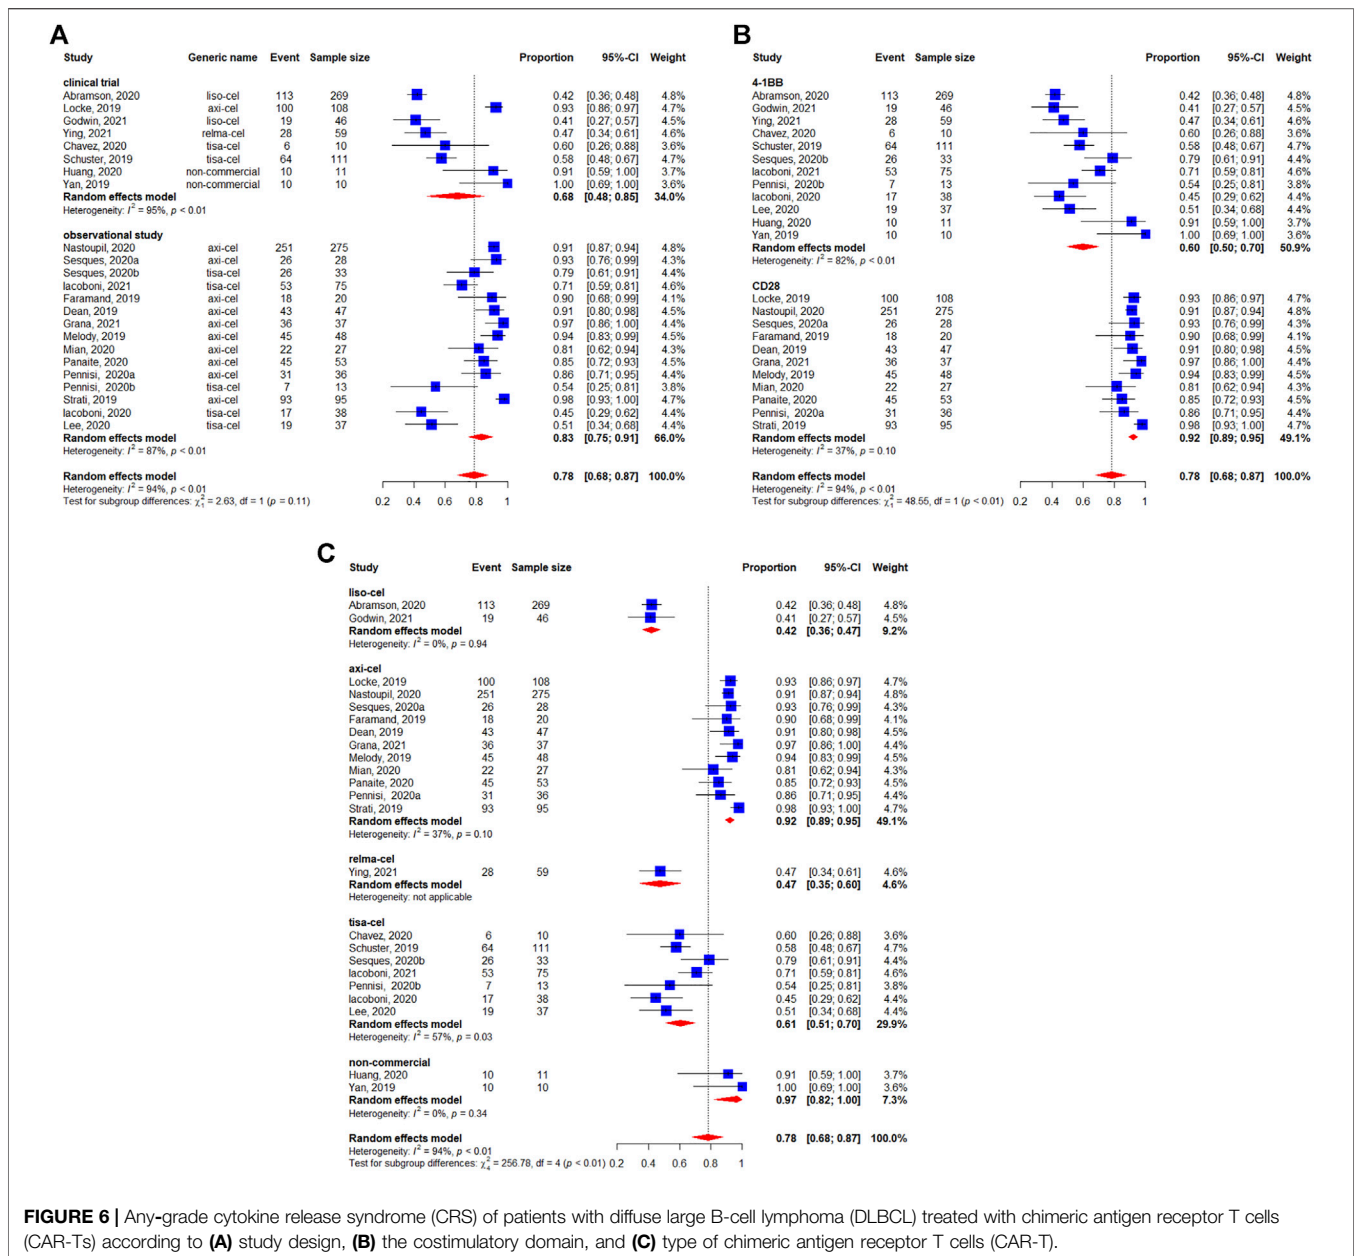 A
Study Generic name Event Sample size Proportion 95%-CI Weight
clinical trial
Abramson, 2020 liso-cel 113 269 0.42 [0.36; 0.48] 4.8%
Locke, 2019 axi-cel 100 108 0.93 [0.86; 0.97] 4.7%
Godwin, 2021 liso-cel 19 46 0.41 [0.27; 0.57] 4.5%
Ying, 2021 relma-cel 28 59 0.47 [0.34; 0.61] 4.6%
Chavez, 2020 tisa-cel 6 10 0.60 [0.26; 0.88] 3.6%
Schuster, 2019 tisa-cel 64 111 0.58 [0.48; 0.67] 4.7%
Huang, 2020 non-commercial 10 11 0.91 [0.59; 1.00] 3.7%
Yan, 2019 non-commercial 10 10 1.00 [0.69; 1.00] 3.6%
Random effects model 0.68 [0.48; 0.85] 34.0%
Heterogeneity: I² = 95%, p < 0.01
observational study
Nastoupil, 2020 axi-cel 251 275 0.91 [0.87; 0.94] 4.8%
Sesques, 2020a axi-cel 26 28 0.93 [0.76; 0.99] 4.3%
Sesques, 2020b tisa-cel 26 33 0.79 [0.61; 0.91] 4.4%
Iacoboni, 2021 tisa-cel 53 75 0.71 [0.59; 0.81] 4.6%
Faramand, 2019 axi-cel 18 20 0.90 [0.68; 0.99] 4.1%
Dean, 2019 axi-cel 43 47 0.91 [0.80; 0.98] 4.5%
Grana, 2021 axi-cel 36 37 0.97 [0.86; 1.00] 4.4%
Melody, 2019 axi-cel 45 48 0.94 [0.83; 0.99] 4.5%
Mian, 2020 axi-cel 22 27 0.81 [0.62; 0.94] 4.3%
Panaite, 2020 axi-cel 45 53 0.85 [0.72; 0.93] 4.5%
Pennisi, 2020a axi-cel 31 36 0.86 [0.71; 0.95] 4.4%
Pennisi, 2020b tisa-cel 7 13 0.54 [0.25; 0.81] 3.8%
Strati, 2019 axi-cel 93 95 0.98 [0.93; 1.00] 4.7%
Iacoboni, 2020 tisa-cel 17 38 0.45 [0.29; 0.62] 4.4%
Lee, 2020 tisa-cel 19 37 0.51 [0.34; 0.68] 4.4%
Random effects model 0.83 [0.75; 0.91] 66.0%
Heterogeneity: I² = 87%, p < 0.01
Random effects model 0.78 [0.68; 0.87] 100.0%
Heterogeneity: I² = 94%, p < 0.01
Test for subgroup differences: χ²₁ = 2.63, df = 1 (p = 0.11)
0.2 0.4 0.6 0.8 1
B
Study Event Sample size Proportion 95%-CI Weight
4-1BB
Abramson, 2020 113 269 0.42 [0.36; 0.48] 4.8%
Godwin, 2021 19 46 0.41 [0.27; 0.57] 4.5%
Ying, 2021 28 59 0.47 [0.34; 0.61] 4.6%
Chavez, 2020 6 10 0.60 [0.26; 0.88] 3.6%
Schuster, 2019 64 111 0.58 [0.48; 0.67] 4.7%
Sesques, 2020b 26 33 0.79 [0.61; 0.91] 4.4%
Iacoboni, 2021 53 75 0.71 [0.59; 0.81] 4.6%
Pennisi, 2020b 7 13 0.54 [0.25; 0.81] 3.8%
Iacoboni, 2020 17 38 0.45 [0.29; 0.62] 4.4%
Lee, 2020 19 37 0.51 [0.34; 0.68] 4.4%
Huang, 2020 10 11 0.91 [0.59; 1.00] 3.7%
Yan, 2019 10 10 1.00 [0.69; 1.00] 3.6%
Random effects model 0.60 [0.50; 0.70] 50.9%
Heterogeneity: I² = 82%, p < 0.01
CD28
Locke, 2019 100 108 0.93 [0.86; 0.97] 4.7%
Nastoupil, 2020 251 275 0.91 [0.87; 0.94] 4.8%
Sesques, 2020a 26 28 0.93 [0.76; 0.99] 4.3%
Faramand, 2019 18 20 0.90 [0.68; 0.99] 4.1%
Dean, 2019 43 47 0.91 [0.80; 0.98] 4.5%
Grana, 2021 36 37 0.97 [0.86; 1.00] 4.4%
Melody, 2019 45 48 0.94 [0.83; 0.99] 4.5%
Mian, 2020 22 27 0.81 [0.62; 0.94] 4.3%
Panaite, 2020 45 53 0.85 [0.72; 0.93] 4.5%
Pennisi, 2020a 31 36 0.86 [0.71; 0.95] 4.4%
Strati, 2019 93 95 0.98 [0.93; 1.00] 4.7%
Random effects model 0.92 [0.89; 0.95] 49.1%
Heterogeneity: I² = 37%, p = 0.10
Random effects model 0.78 [0.68; 0.87] 100.0%
Heterogeneity: I² = 94%, p < 0.01
Test for subgroup differences: χ²₁ = 48.55, df = 1 (p < 0.01)
0.2 0.4 0.6 0.8 1
C
Study Event Sample size Proportion 95%-CI Weight
liso-cel
Abramson, 2020 113 269 0.42 [0.36; 0.48] 4.8%
Godwin, 2021 19 46 0.41 [0.27; 0.57] 4.5%
Random effects model 0.42 [0.36; 0.47] 9.2%
Heterogeneity: I² = 0%, p = 0.94
axi-cel
Locke, 2019 100 108 0.93 [0.86; 0.97] 4.7%
Nastoupil, 2020 251 275 0.91 [0.87; 0.94] 4.8%
Sesques, 2020a 26 28 0.93 [0.76; 0.99] 4.3%
Faramand, 2019 18 20 0.90 [0.68; 0.99] 4.1%
Dean, 2019 43 47 0.91 [0.80; 0.98] 4.5%
Grana, 2021 36 37 0.97 [0.86; 1.00] 4.4%
Melody, 2019 45 48 0.94 [0.83; 0.99] 4.5%
Mian, 2020 22 27 0.81 [0.62; 0.94] 4.3%
Panaite, 2020 45 53 0.85 [0.72; 0.93] 4.5%
Pennisi, 2020a 31 36 0.86 [0.71; 0.95] 4.4%
Strati, 2019 93 95 0.98 [0.93; 1.00] 4.7%
Random effects model 0.92 [0.89; 0.95] 49.1%
Heterogeneity: I² = 37%, p = 0.10
relma-cel
Ying, 2021 28 59 0.47 [0.34; 0.61] 4.6%
Random effects model 0.47 [0.35; 0.60] 4.6%
Heterogeneity: not applicable
tisa-cel
Chavez, 2020 6 10 0.60 [0.26; 0.88] 3.6%
Schuster, 2019 64 111 0.58 [0.48; 0.67] 4.7%
Sesques, 2020b 26 33 0.79 [0.61; 0.91] 4.4%
Iacoboni, 2021 53 75 0.71 [0.59; 0.81] 4.6%
Pennisi, 2020b 7 13 0.54 [0.25; 0.81] 3.8%
Iacoboni, 2020 17 38 0.45 [0.29; 0.62] 4.4%
Lee, 2020 19 37 0.51 [0.34; 0.68] 4.4%
Random effects model 0.61 [0.51; 0.70] 29.9%
Heterogeneity: I² = 57%, p = 0.03
non-commercial
Huang, 2020 10 11 0.91 [0.59; 1.00] 3.7%
Yan, 2019 10 10 1.00 [0.69; 1.00] 3.6%
Random effects model 0.97 [0.82; 1.00] 7.3%
Heterogeneity: I² = 0%, p = 0.34
Random effects model 0.78 [0.68; 0.87] 100.0%
Heterogeneity: I² = 94%, p < 0.01
Test for subgroup differences: χ²₄ = 256.78, df = 4 (p < 0.01)
0.2 0.4 0.6 0.8 1
FIGURE 6 | Any-grade cytokine release syndrome (CRS) of patients with diffuse large B-cell lymphoma (DLBCL) treated with chimeric antigen receptor T cells
(CAR-Ts) according to (A) study design, (B) the costimulatory domain, and (C) type of chimeric antigen receptor T cells (CAR-T).